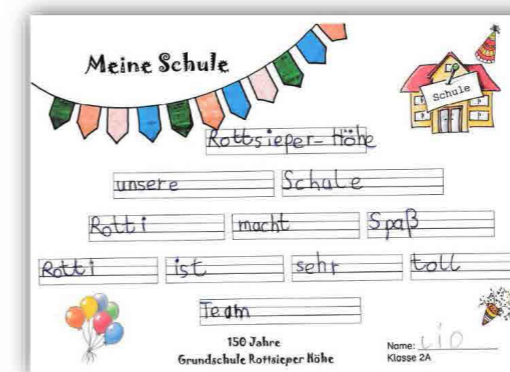 Meine Schule
Schule
Rottsieper-Höhe
unsere Schule
Rotti macht Spaß
Rotti ist sehr toll
Team
150 Jahre
Grundschule Rottsieper Höhe
Name: Lio
Klasse 2A